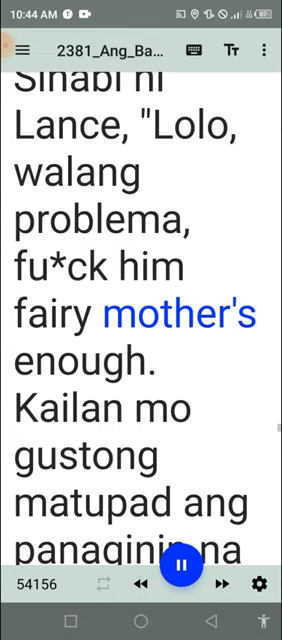 10:44 AM
2381_Ang_Ba...
Sinabi ni
Lance, "Lolo,
walang
problema,
fu*ck him
fairy mother's
enough.
Kailan mo
gustong
matupad ang
panaginip na
54156